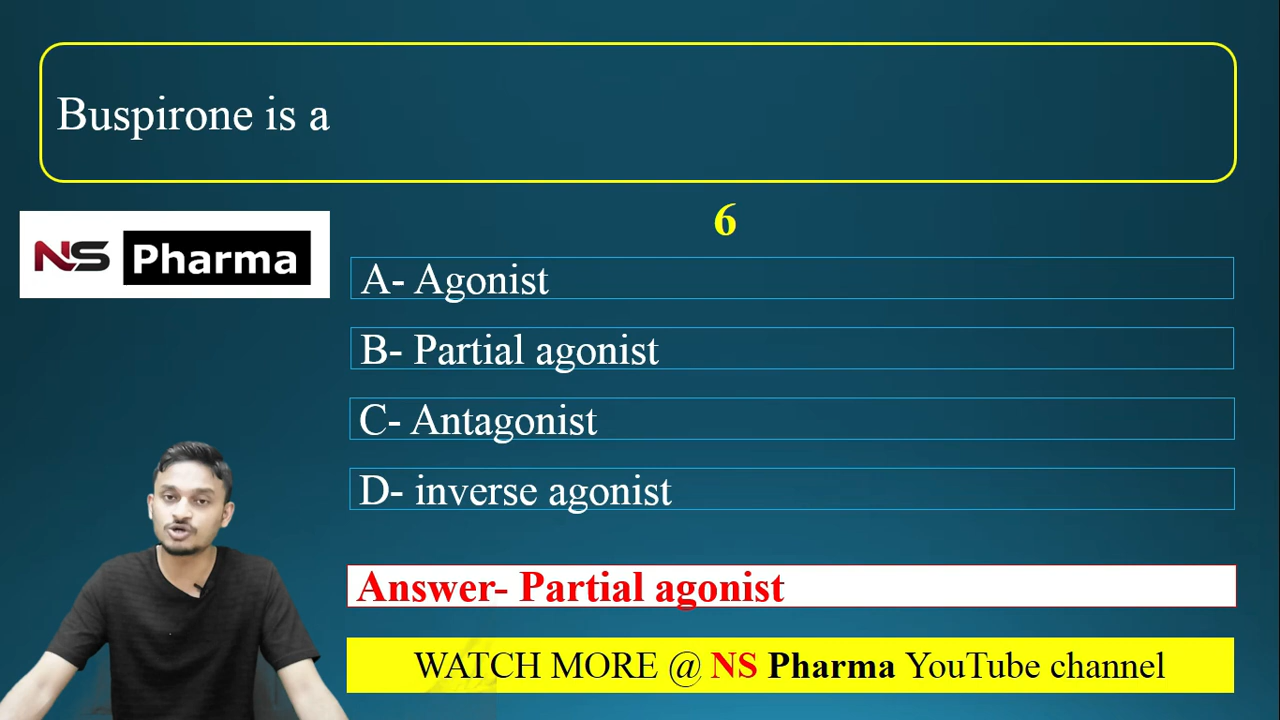 Buspirone is a
6
NS Pharma
A- Agonist
B- Partial agonist
C- Antagonist
D- inverse agonist
Answer- Partial agonist
WATCH MORE @ NS Pharma YouTube channel